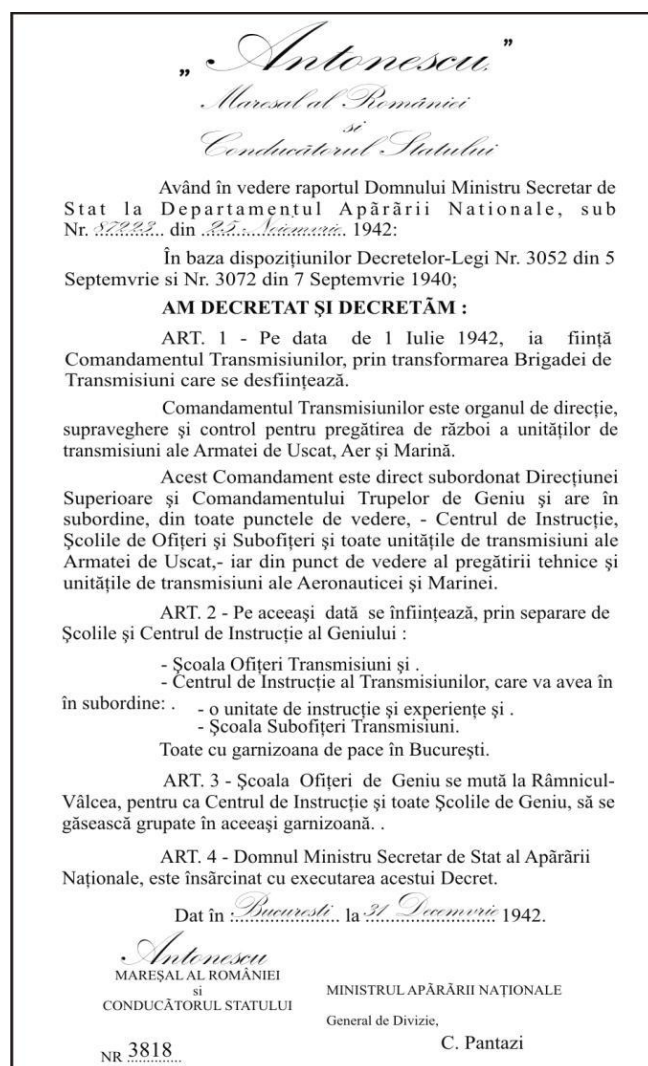 „ Antonescu. ”
Maresal al României
si
Conducãtorul Statului
Având în vedere raportul Domnului Ministru Secretar de
Stat la Departamentul Apãrãrii Nationale, sub
Nr. 87223 din 25 - Noiemvrie 1942:
În baza dispoziţiunilor Decretelor-Legi Nr. 3052 din 5
Septemvrie si Nr. 3072 din 7 Septemvrie 1940;
AM DECRETAT ŞI DECRETÃM :
ART. 1 - Pe data de 1 Iulie 1942, ia fiinţă
Comandamentul Transmisiunilor, prin transformarea Brigadei de
Transmisiuni care se desfiinţează.
Comandamentul Transmisiunilor este organul de direcţie,
supraveghere şi control pentru pregătirea de război a unităţilor de
transmisiuni ale Armatei de Uscat, Aer şi Marină.
Acest Comandament este direct subordonat Direcţiunei
Superioare şi Comandamentului Trupelor de Geniu şi are în
subordine, din toate punctele de vedere, - Centrul de Instrucţie,
Şcolile de Ofiţeri şi Subofiţeri şi toate unităţile de transmisiuni ale
Armatei de Uscat,- iar din punct de vedere al pregătirii tehnice şi
unităţile de transmisiuni ale Aeronauticei şi Marinei.
ART. 2 - Pe aceeaşi dată se înfiinţează, prin separare de
Şcolile şi Centrul de Instrucţie al Geniului :
- Şcoala Ofiţeri Transmisiuni şi .
- Centrul de Instrucţie al Transmisiunilor, care va avea în
în subordine: . - o unitate de instrucţie şi experienţe şi .
- Şcoala Subofiţeri Transmisiuni.
Toate cu garnizoana de pace în Bucureşti.
ART. 3 - Şcoala Ofiţeri de Geniu se mută la Râmnicul-
Vâlcea, pentru ca Centrul de Instrucţie şi toate Şcolile de Geniu, să se
găsească grupate în aceeaşi garnizoană. .
ART. 4 - Domnul Ministru Secretar de Stat al Apãrãrii
Naţionale, este însãrcinat cu executarea acestui Decret.
Dat în : Bucuresti la 31 Decemvrie 1942.
Antonescu
MAREŞAL AL ROMÂNIEI
si
CONDUCÃTORUL STATULUI
MINISTRUL APÃRÃRII NAŢIONALE
General de Divizie,
C. Pantazi
NR 3818